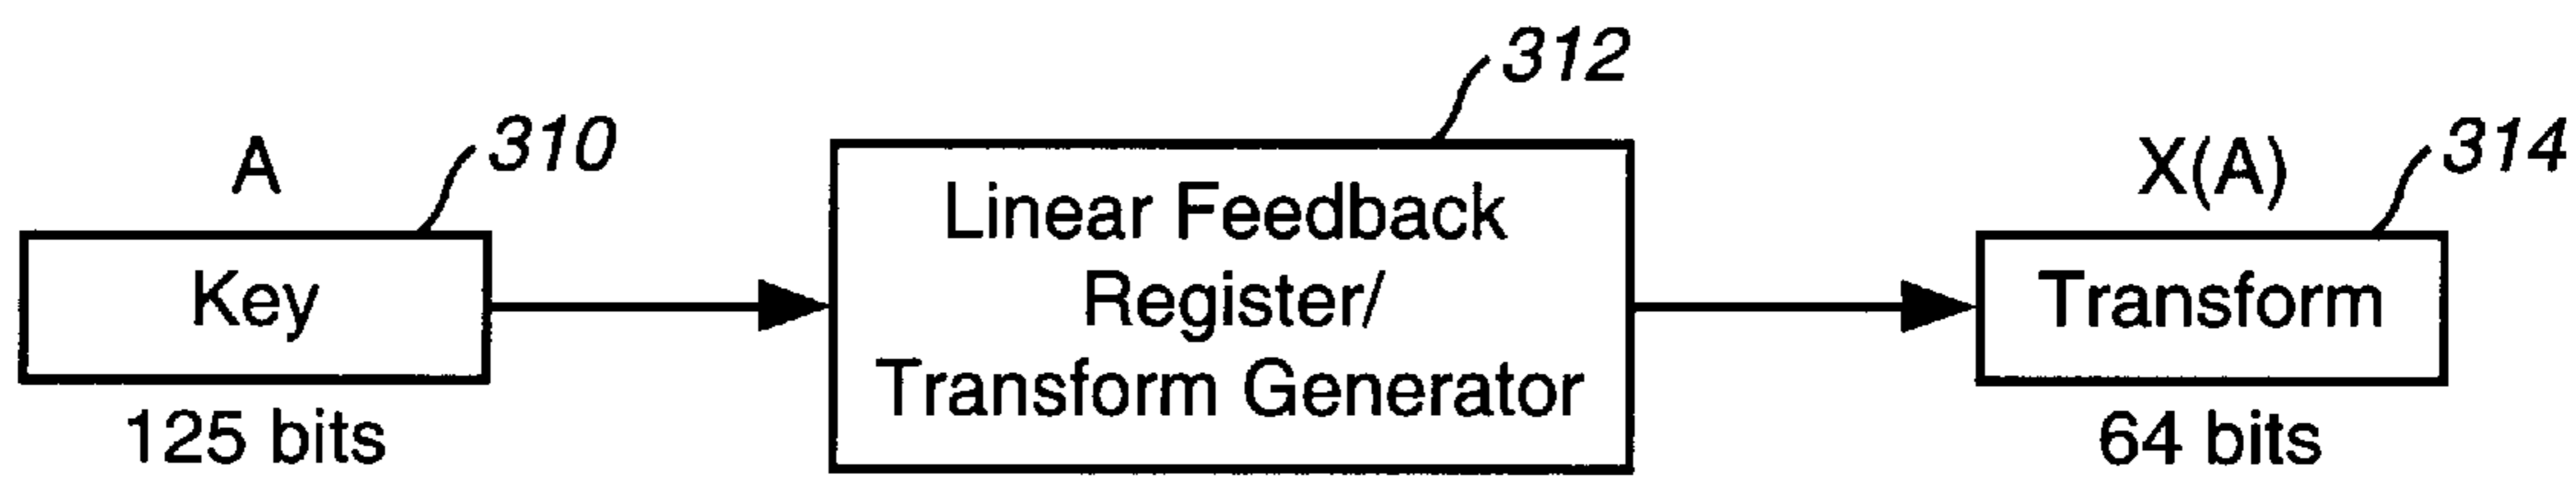 312
A
310
X(A)
314
Key
Linear Feedback
Register/
Transform Generator
Transform
125 bits
64 bits